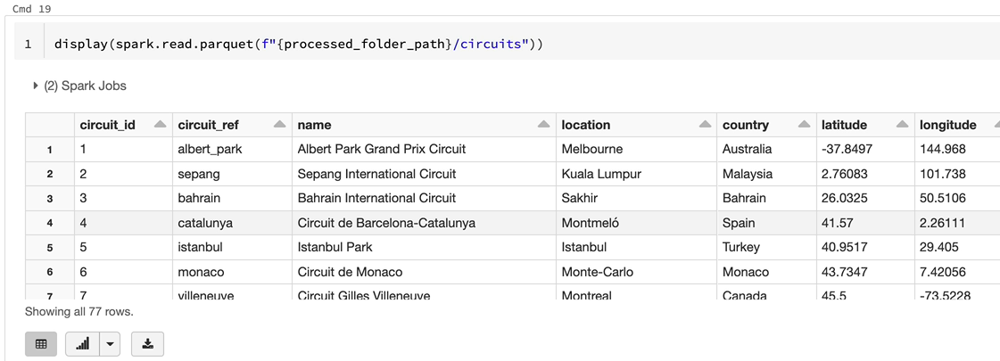 Cmd 19
1 display(spark.read.parquet(f"{processed_folder_path}/circuits"))
(2) Spark Jobs
circuit_id circuit_ref name location country latitude longitude
1 1 albert_park Albert Park Grand Prix Circuit Melbourne Australia -37.8497 144.968
2 2 sepang Sepang International Circuit Kuala Lumpur Malaysia 2.76083 101.738
3 3 bahrain Bahrain International Circuit Sakhir Bahrain 26.0325 50.5106
4 4 catalunya Circuit de Barcelona-Catalunya Montmeló Spain 41.57 2.26111
5 5 istanbul Istanbul Park Istanbul Turkey 40.9517 29.405
6 6 monaco Circuit de Monaco Monte-Carlo Monaco 43.7347 7.42056
7 7 villeneuve Circuit Gilles Villeneuve Montreal Canada 45.5 -73.5228
Showing all 77 rows.